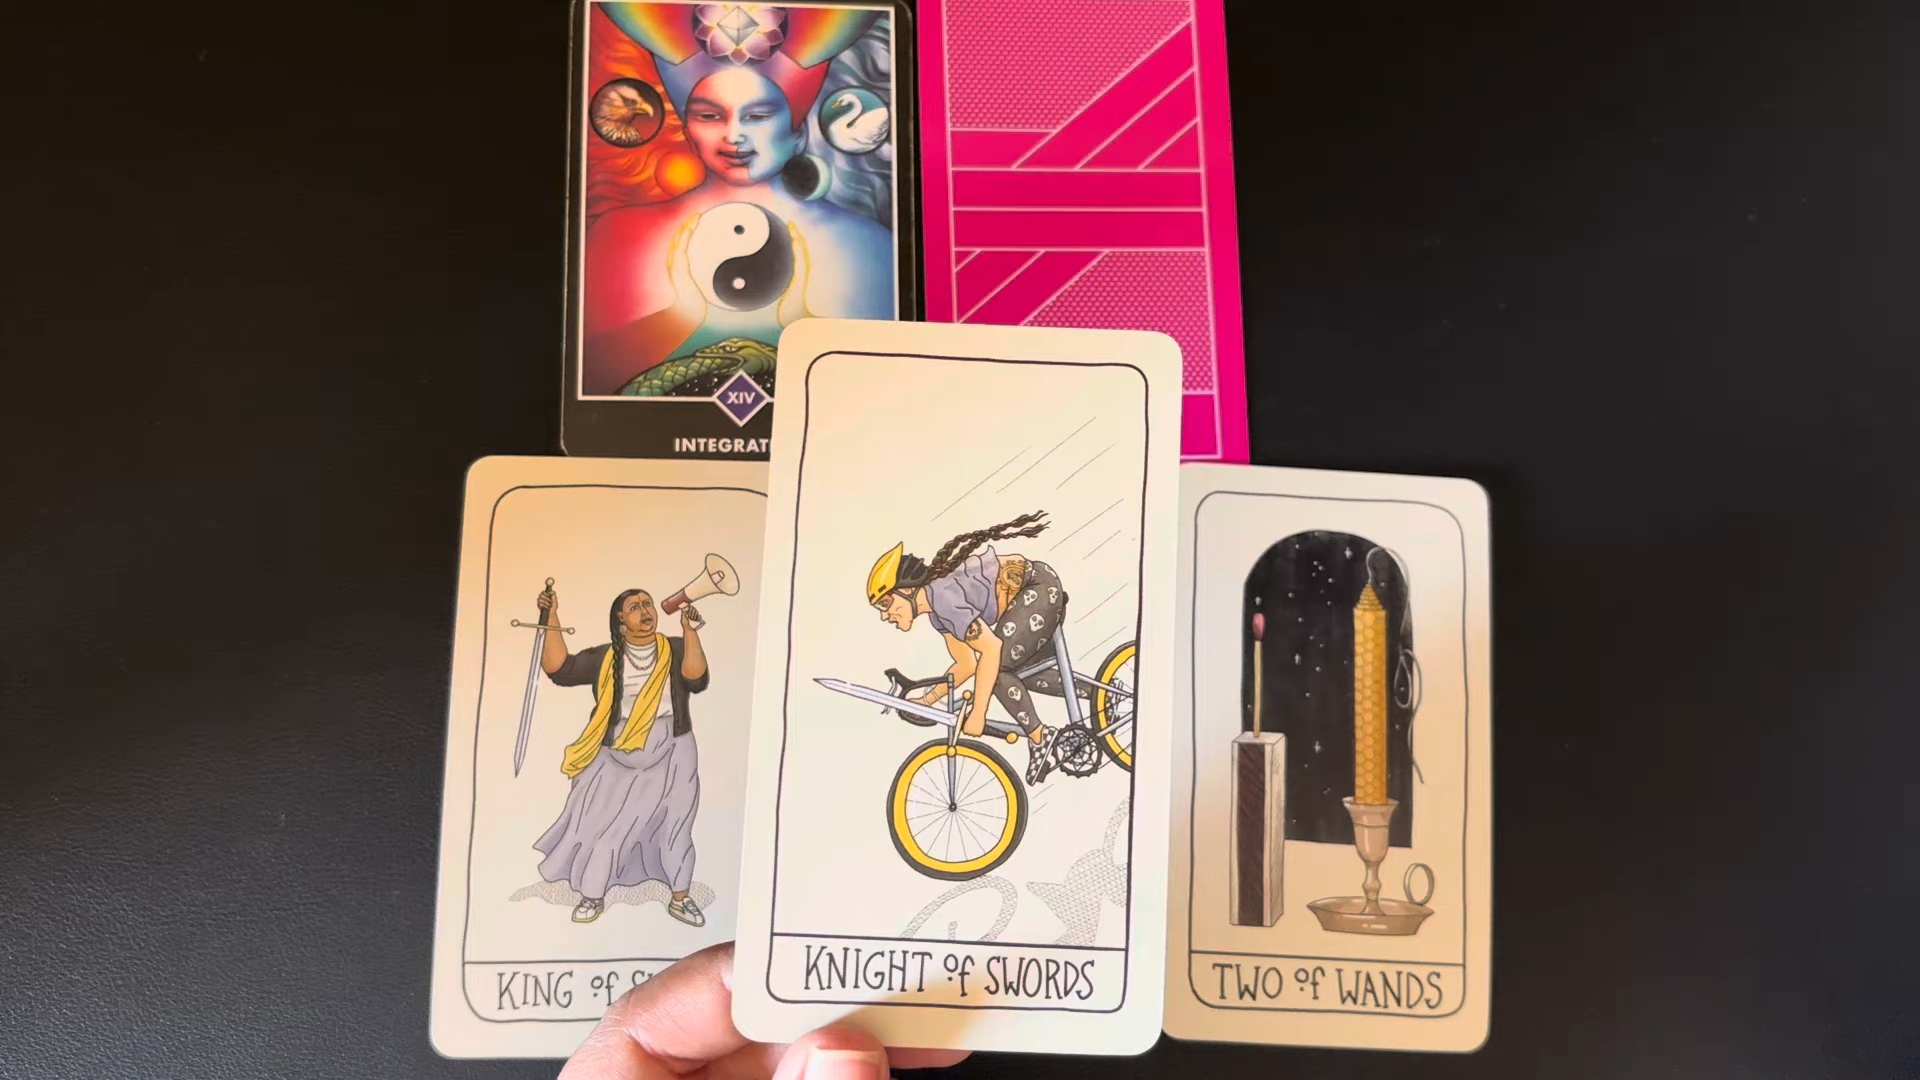 XIV
INTEGRAT
KING of S
KNIGHT of SWORDS
TWO of WANDS